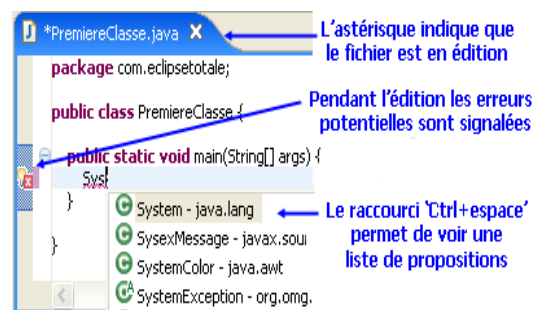 *PremiereClasse.java
L'astérisque indique que
le fichier est en édition
package com.eclipsetotale;
public class PremiereClasse {
Pendant l'édition les erreurs
potentielles sont signalées
public static void main(String[] args) {
Syst
}
}
System - java.lang
SysexMessage - javax.sour
SystemColor - java.awt
SystemException - org.omg.
Le raccourci 'Ctrl+espace'
permet de voir une
liste de propositions